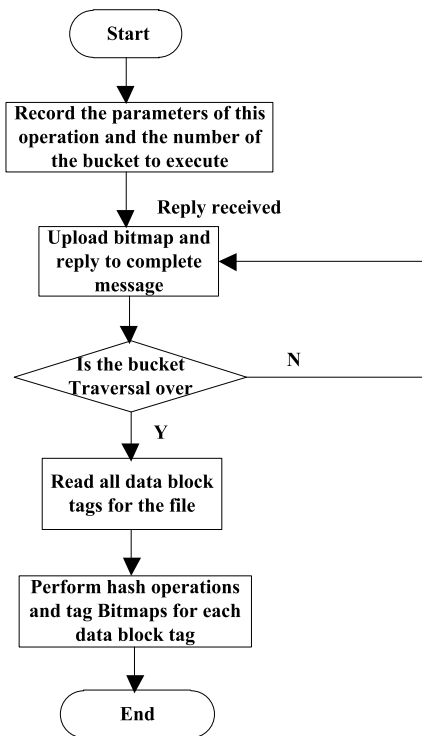 Start
Record the parameters of this
operation and the number of
the bucket to execute
Reply received
Upload bitmap and
reply to complete
message
Is the bucket
Traversal over
N
Y
Read all data block
tags for the file
Perform hash operations
and tag Bitmaps for each
data block tag
End